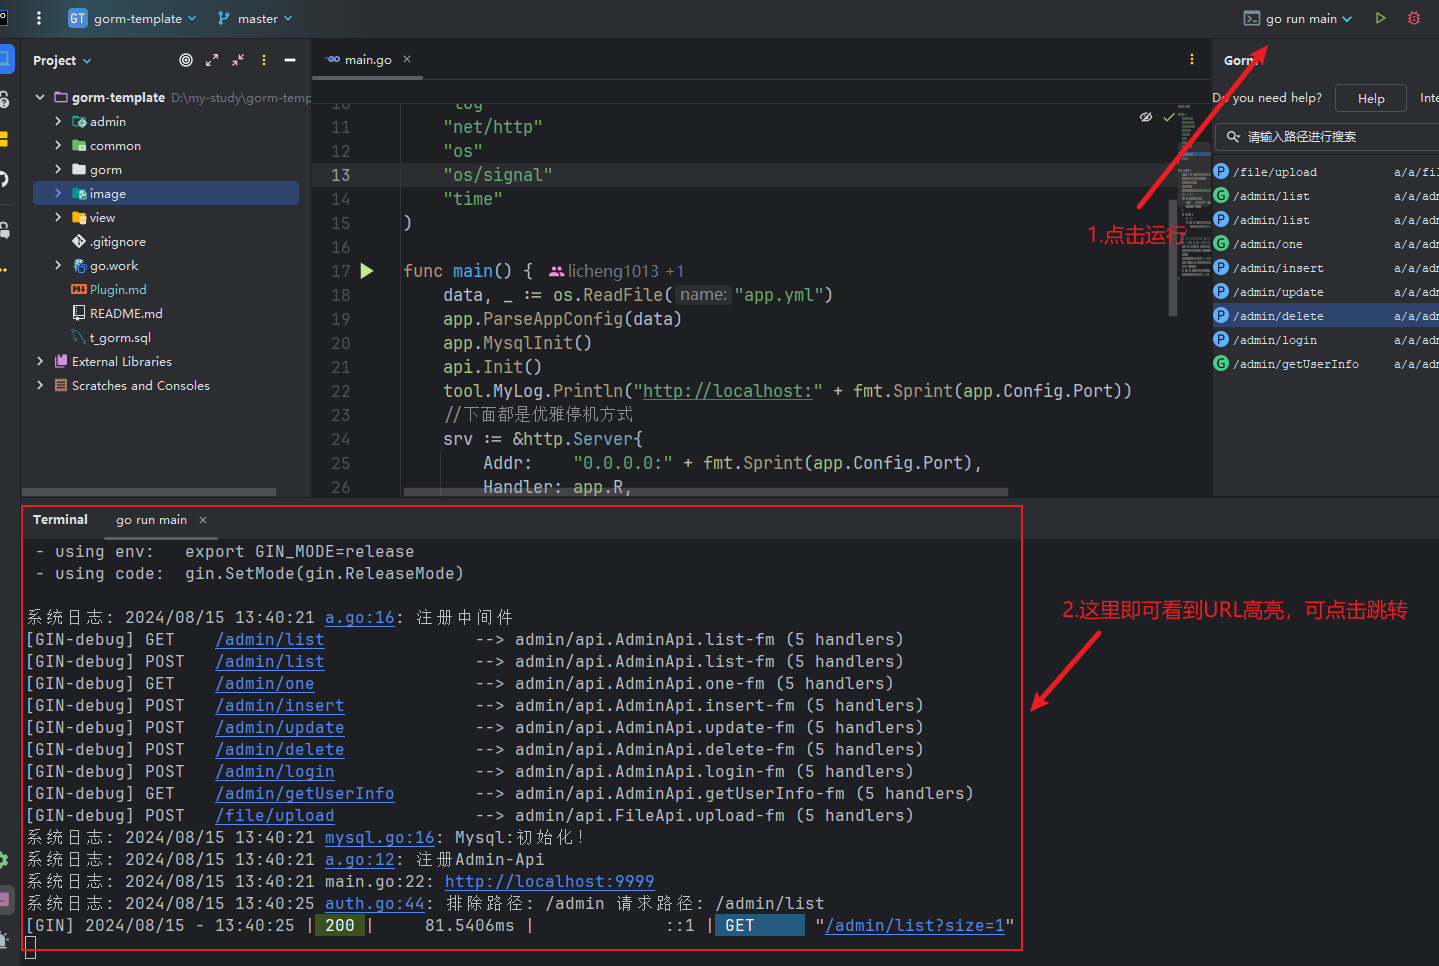 GT gorm-template master go run main
Project
main.go
Gorm
gorm-template D:\my-study\gorm-temp
admin
common
gorm
image
view
.gitignore
go.work
Plugin.md
README.md
t_gorm.sql
External Libraries
Scratches and Consoles
10 "log
11 "net/http"
12 "os"
13 "os/signal"
14 "time"
15 )
16
17 func main() { licheng1013 +1
18 data, _ := os.ReadFile( name: "app.yml")
19 app.ParseAppConfig(data)
20 app.MysqlInit()
21 api.Init()
22 tool.MyLog.Println("http://localhost:" + fmt.Sprint(app.Config.Port))
23 //下面都是优雅停机方式
24 srv := &http.Server{
25 Addr: "0.0.0.0:" + fmt.Sprint(app.Config.Port),
26 Handler: app.R,
Do you need help? Help Inte
请输入路径进行搜索
P /file/upload a/a/fil
G /admin/list a/a/adm
P /admin/list a/a/adm
G /admin/one a/a/adm
P /admin/insert a/a/adm
P /admin/update a/a/adm
P /admin/delete a/a/adm
P /admin/login a/a/adm
G /admin/getUserInfo a/a/adm
1.点击运行
Terminal go run main
- using env: export GIN_MODE=release
- using code: gin.SetMode(gin.ReleaseMode)
系统日志: 2024/08/15 13:40:21 a.go:16: 注册中间件
[GIN-debug] GET /admin/list --> admin/api.AdminApi.list-fm (5 handlers)
[GIN-debug] POST /admin/list --> admin/api.AdminApi.list-fm (5 handlers)
[GIN-debug] GET /admin/one --> admin/api.AdminApi.one-fm (5 handlers)
[GIN-debug] POST /admin/insert --> admin/api.AdminApi.insert-fm (5 handlers)
[GIN-debug] POST /admin/update --> admin/api.AdminApi.update-fm (5 handlers)
[GIN-debug] POST /admin/delete --> admin/api.AdminApi.delete-fm (5 handlers)
[GIN-debug] POST /admin/login --> admin/api.AdminApi.login-fm (5 handlers)
[GIN-debug] GET /admin/getUserInfo --> admin/api.AdminApi.getUserInfo-fm (5 handlers)
[GIN-debug] POST /file/upload --> admin/api.FileApi.upload-fm (5 handlers)
系统日志: 2024/08/15 13:40:21 mysql.go:16: Mysql:初始化!
系统日志: 2024/08/15 13:40:21 a.go:12: 注册Admin-Api
系统日志: 2024/08/15 13:40:21 main.go:22: http://localhost:9999
系统日志: 2024/08/15 13:40:25 auth.go:44: 排除路径: /admin 请求路径: /admin/list
[GIN] 2024/08/15 - 13:40:25 | 200 | 81.5406ms | ::1 | GET "/admin/list?size=1"
2.这里即可看到URL高亮，可点击跳转